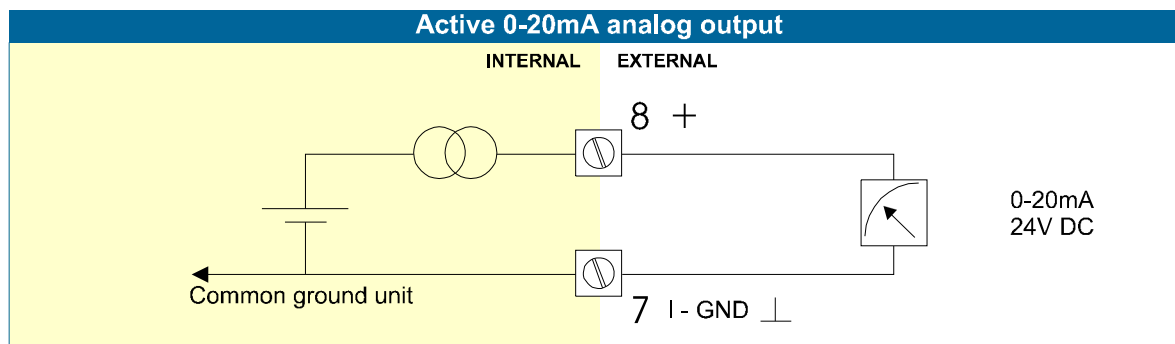 Active 0-20mA analog output
INTERNAL EXTERNAL
8 +
0-20mA
24V DC
Common ground unit
7 I - GND ⊥